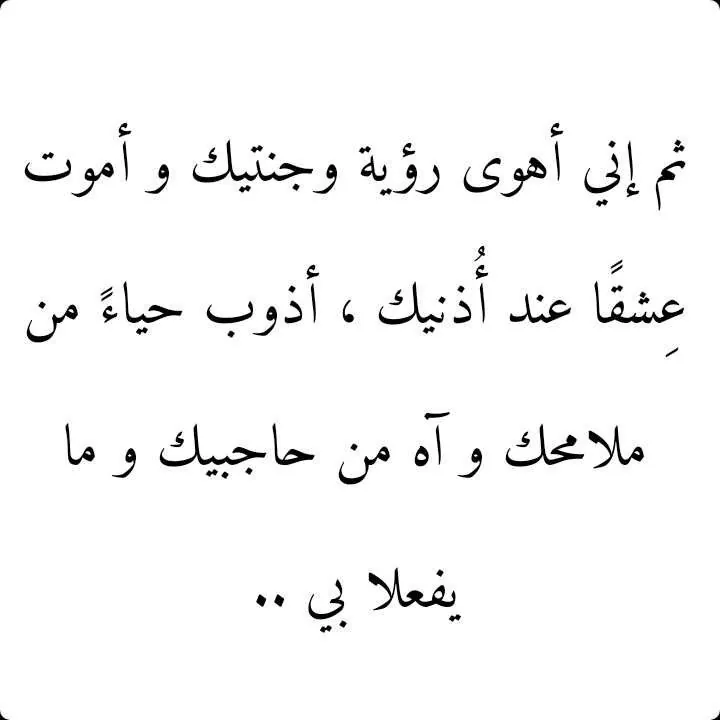 ثم إني أهوى رؤية وجنتيك و أموت
عِشقًا عند أُذنيك ، أذوب حياءً من
ملامحك و آه من حاجبيك و ما
يفعلا بي ..